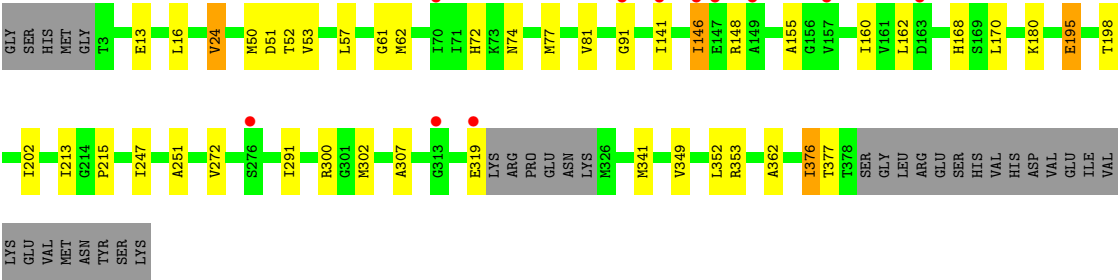 GLY SER HIS MET GLY T3 E13 L16 V24 M50 D51 T52 V53 L57 G61 M62 I70 I71 H72 K73 N74 M77 V81 G91 I141 I146 E147 R148 A149 A155 G156 V157 I160 V161 L162 D163 H168 S169 L170 K180 E195 T198
I202 I213 G214 P215 I247 A251 V272 S276 I291 R300 G301 M302 A307 G313 E319 LYS ARG PRO GLU ASN LYS M326 M341 V349 L352 R353 A362 I376 T377 T378 SER GLY LEU ARG GLU SER HIS VAL HIS ASP VAL GLU ILE VAL
LYS GLU VAL MET ASN TYR SER LYS